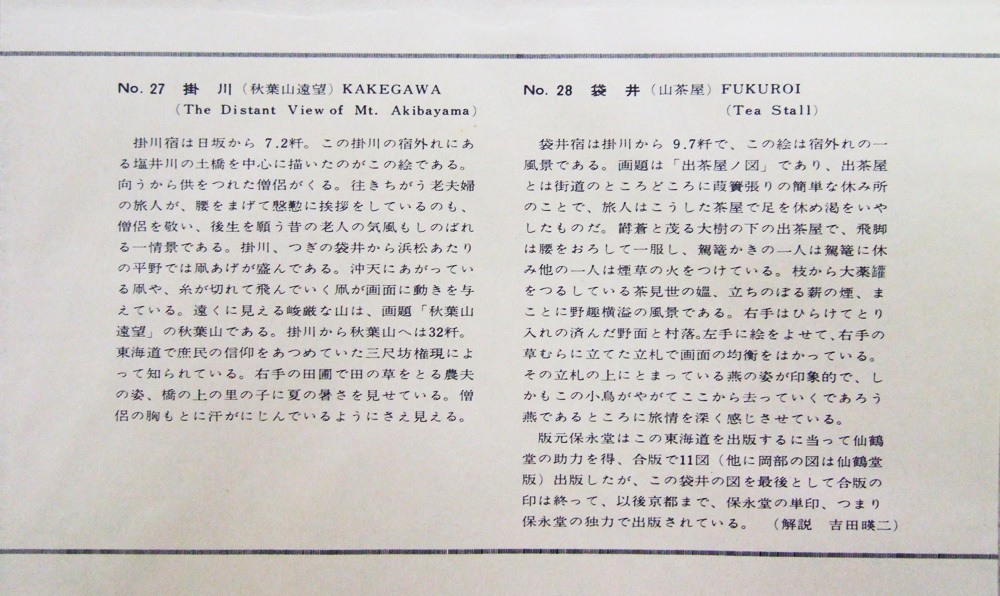 No. 27 掛川(秋葉山遠望)KAKEGAWA
(The Distant View of Mt. Akibayama)
掛川宿は日坂から 7.2粁。この掛川の宿外れにあ
る塩井川の土橋を中心に描いたのがこの絵である。
向うから供をつれた僧侶がくる。往きちがう老夫婦
の旅人が、腰をまげて慇懃に挨拶をしているのも、
僧侶を敬い、後生を願う昔の老人の気風もしのばれ
る一情景である。掛川、つぎの袋井から浜松あたり
の平野では凧あげが盛んである。沖天にあがってい
る凧や、糸が切れて飛んでいく凧が画面に動きを与
えている。遠くに見える峻厳な山は、画題「秋葉山
遠望」の秋葉山である。掛川から秋葉山へは32粁。
東海道で庶民の信仰をあつめていた三尺坊権現によ
って知られている。右手の田圃で田の草をとる農夫
の姿、橋の上の里の子に夏の暑さを見せている。僧
侶の胸もとに汗がにじんでいるようにさえ見える。
No. 28 袋井(山茶屋)FUKUROI
(Tea Stall)
袋井宿は掛川から 9.7粁で、この絵は宿外れの一
風景である。画題は「出茶屋ノ図」であり、出茶屋
とは街道のところどころに葭簀張りの簡単な休み所
のことで、旅人はこうした茶屋で足を休め渇をいや
したものだ。欝蒼と茂る大樹の下の出茶屋で、飛脚
は腰をおろして一服し、駕篭かきの一人は駕篭に休
み他の一人は煙草の火をつけている。枝から大薬罐
をつるしている茶見世の媼、立ちのぼる薪の煙、ま
ことに野趣横溢の風景である。右手はひらけてとり
入れの済んだ野面と村落。左手に絵をよせて、右手の
草むらに立てた立札で画面の均衡をはかっている。
その立札の上にとまっている燕の姿が印象的で、し
かもこの小鳥がやがてここから去っていくであろう
燕であるところに旅情を深く感じさせている。
版元保永堂はこの東海道を出版するに当って仙鶴
堂の助力を得、合版で11図(他に岡部の図は仙鶴堂
版)出版したが、この袋井の図を最後として合版の
印は終って、以後京都まで、保永堂の単印、つまり
保永堂の独力で出版されている。 (解説 吉田暎二)